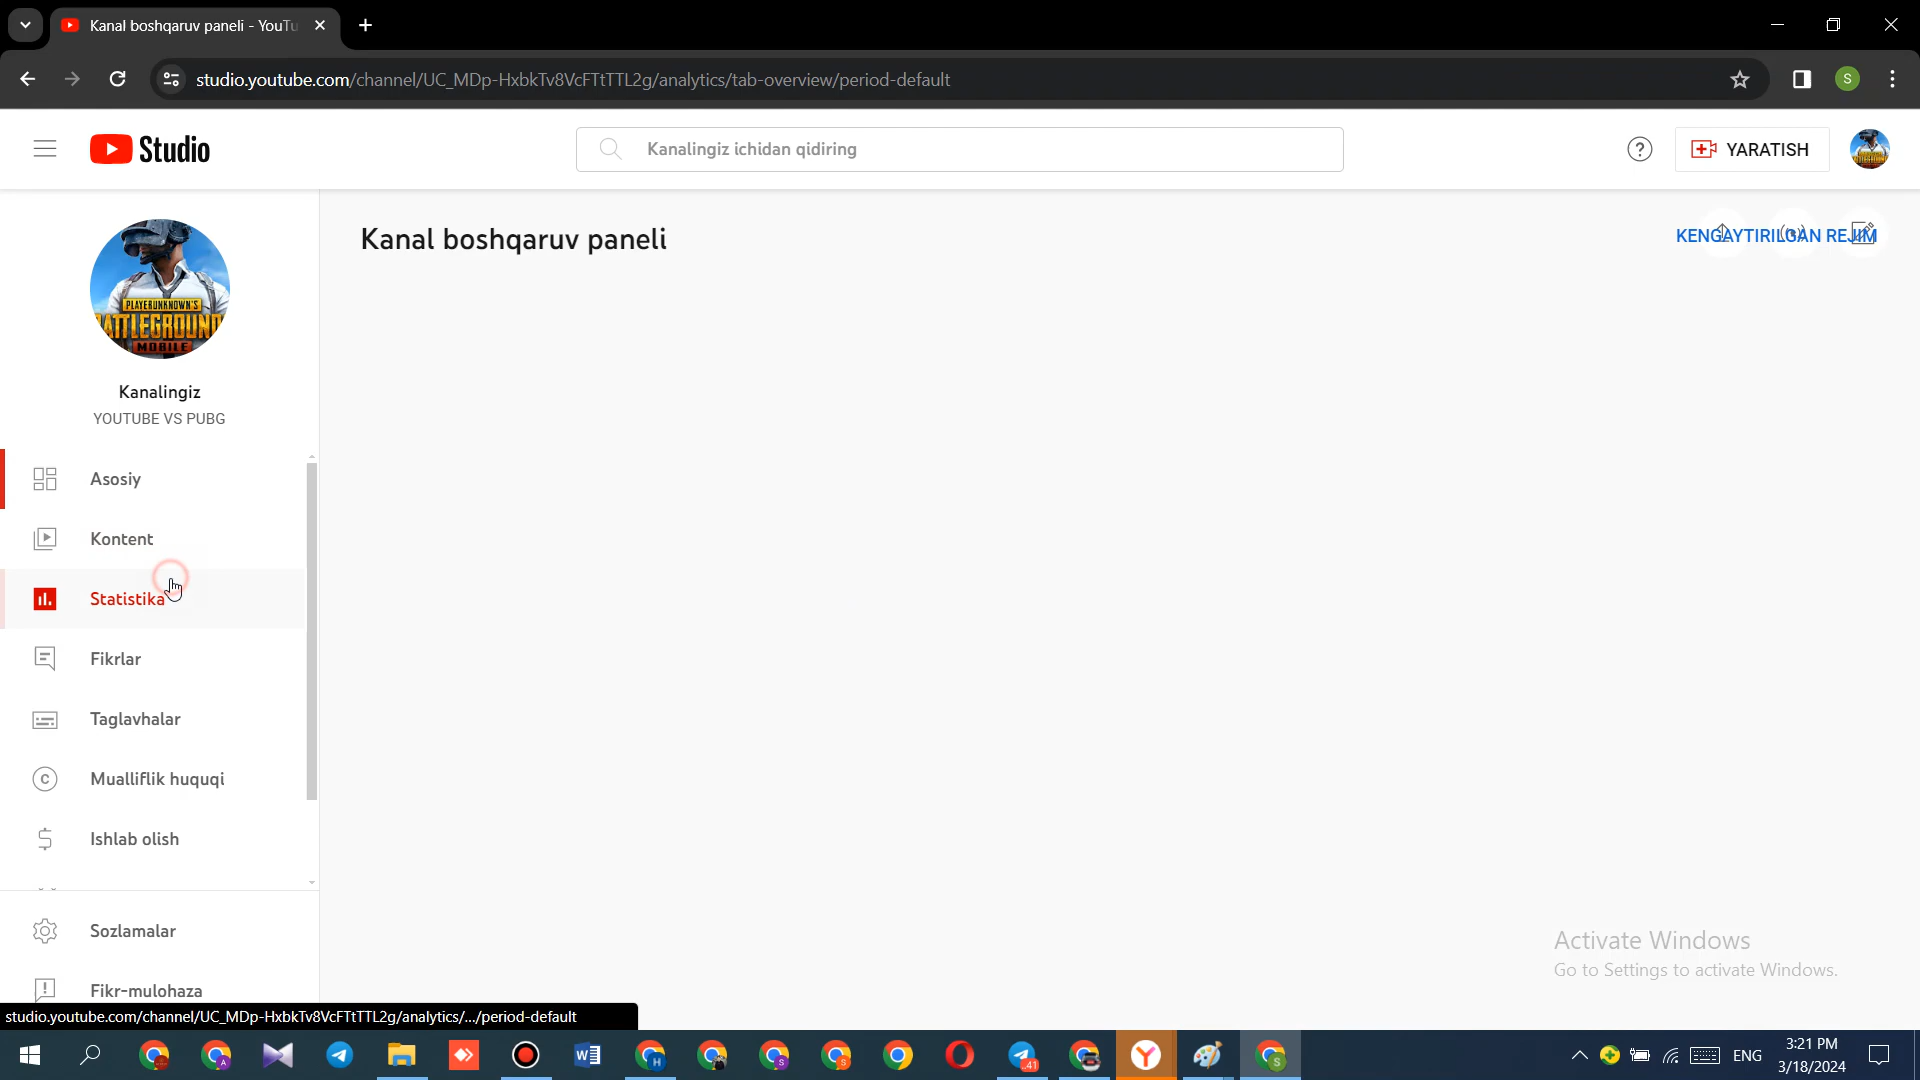 Kanal boshqaruv paneli - YouTu
studio.youtube.com/channel/UC_MDp-HxbkTv8VcFTtTTL2g/analytics/tab-overview/period-default
S
Studio
Kanalingiz ichidan qidiring
YARATISH
PLAYERUNKNOWN'S
BATTLEGROUND
MOBILE
Kanalingiz
YOUTUBE VS PUBG
Asosiy
Kontent
Statistika
Fikrlar
Taglavhalar
Mualliflik huquqi
Ishlab olish
Sozlamalar
Fikr-mulohaza
Kanal boshqaruv paneli
KENGAYTIRILGAN REJIM
Activate Windows
Go to Settings to activate Windows.
studio.youtube.com/channel/UC_MDp-HxbkTv8VcFTtTTL2g/analytics/.../period-default
41
ENG
3:21 PM
3/18/2024